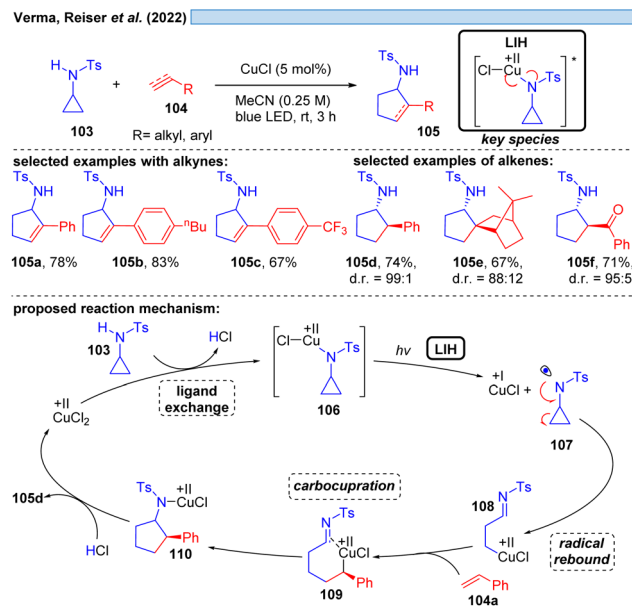 Verma, Reiser et al. (2022)
H
N
Ts
103
+
104
R= alkyl, aryl
CuCl (5 mol%)
MeCN (0.25 M)
blue LED, rt, 3 h
Ts
NH
R
105
LIH
+II
Cl
Cu
N
Ts
*
key species
selected examples with alkynes:
selected examples of alkenes:
Ts
NH
Ph
105a, 78%
Ts
NH
nBu
105b, 83%
Ts
NH
CF3
105c, 67%
Ts
NH
Ph
105d, 74%,
d.r. = 99:1
Ts
NH
105e, 67%,
d.r. = 88:12
Ts
NH
O
Ph
105f, 71%,
d.r. = 95:5
proposed reaction mechanism:
H
N
Ts
103
HCl
ligand
exchange
+II
Cl
Cu
N
Ts
106
hv
LIH
+I
CuCl +
N
Ts
107
+II
CuCl2
105d
HCl
Ts
N
+II
CuCl
Ph
110
carbocupration
N
Ts
+II
CuCl
Ph
109
108
N
Ts
+II
CuCl
radical
rebound
Ph
104a